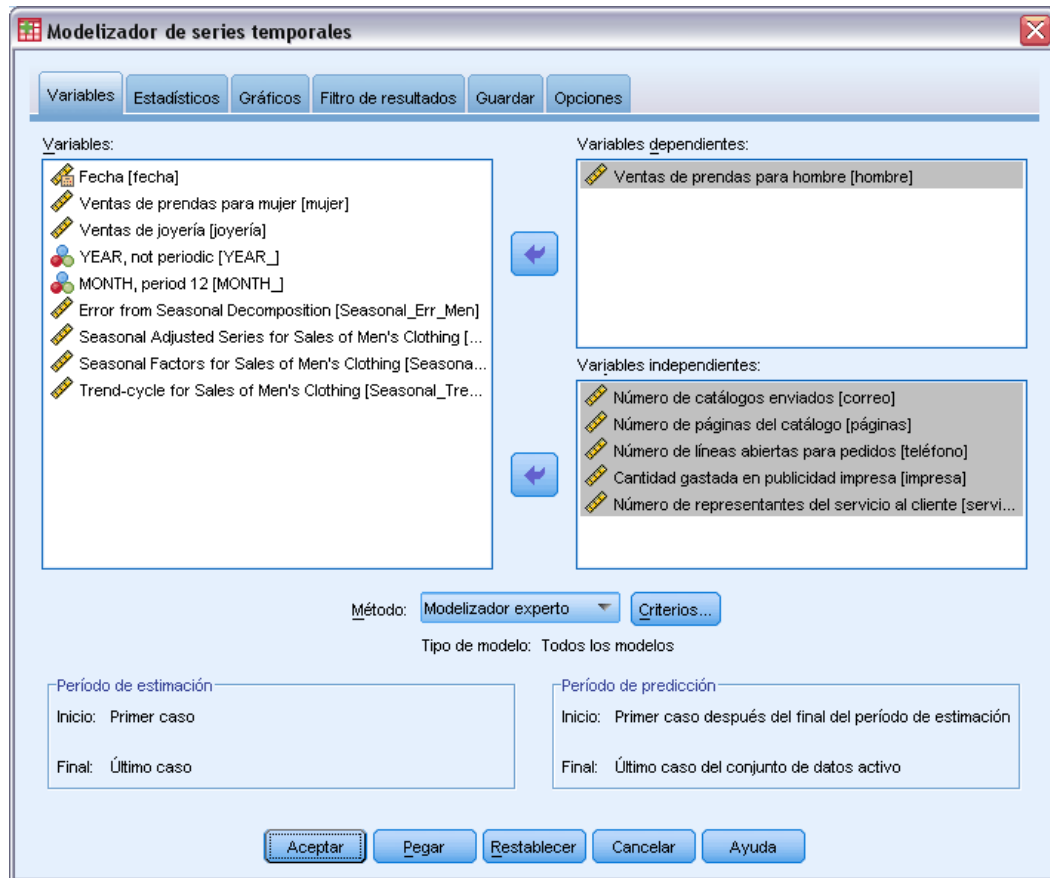 Modelizador de series temporales
Variables
Estadísticos
Gráficos
Filtro de resultados
Guardar
Opciones
Variables:
Fecha [fecha]
Ventas de prendas para mujer [mujer]
Ventas de joyería [joyería]
YEAR, not periodic [YEAR_]
MONTH, period 12 [MONTH_]
Error from Seasonal Decomposition [Seasonal_Err_Men]
Seasonal Adjusted Series for Sales of Men's Clothing [...
Seasonal Factors for Sales of Men's Clothing [Seasona...
Trend-cycle for Sales of Men's Clothing [Seasonal_Tre...
Variables dependientes:
Ventas de prendas para hombre [hombre]
Variables independientes:
Número de catálogos enviados [correo]
Número de páginas del catálogo [páginas]
Número de líneas abiertas para pedidos [teléfono]
Cantidad gastada en publicidad impresa [impresa]
Número de representantes del servicio al cliente [servi...
Método:
Modelizador experto
Criterios...
Tipo de modelo: Todos los modelos
Período de estimación
Inicio: Primer caso
Final: Último caso
Período de predicción
Inicio: Primer caso después del final del período de estimación
Final: Último caso del conjunto de datos activo
Aceptar
Pegar
Restablecer
Cancelar
Ayuda